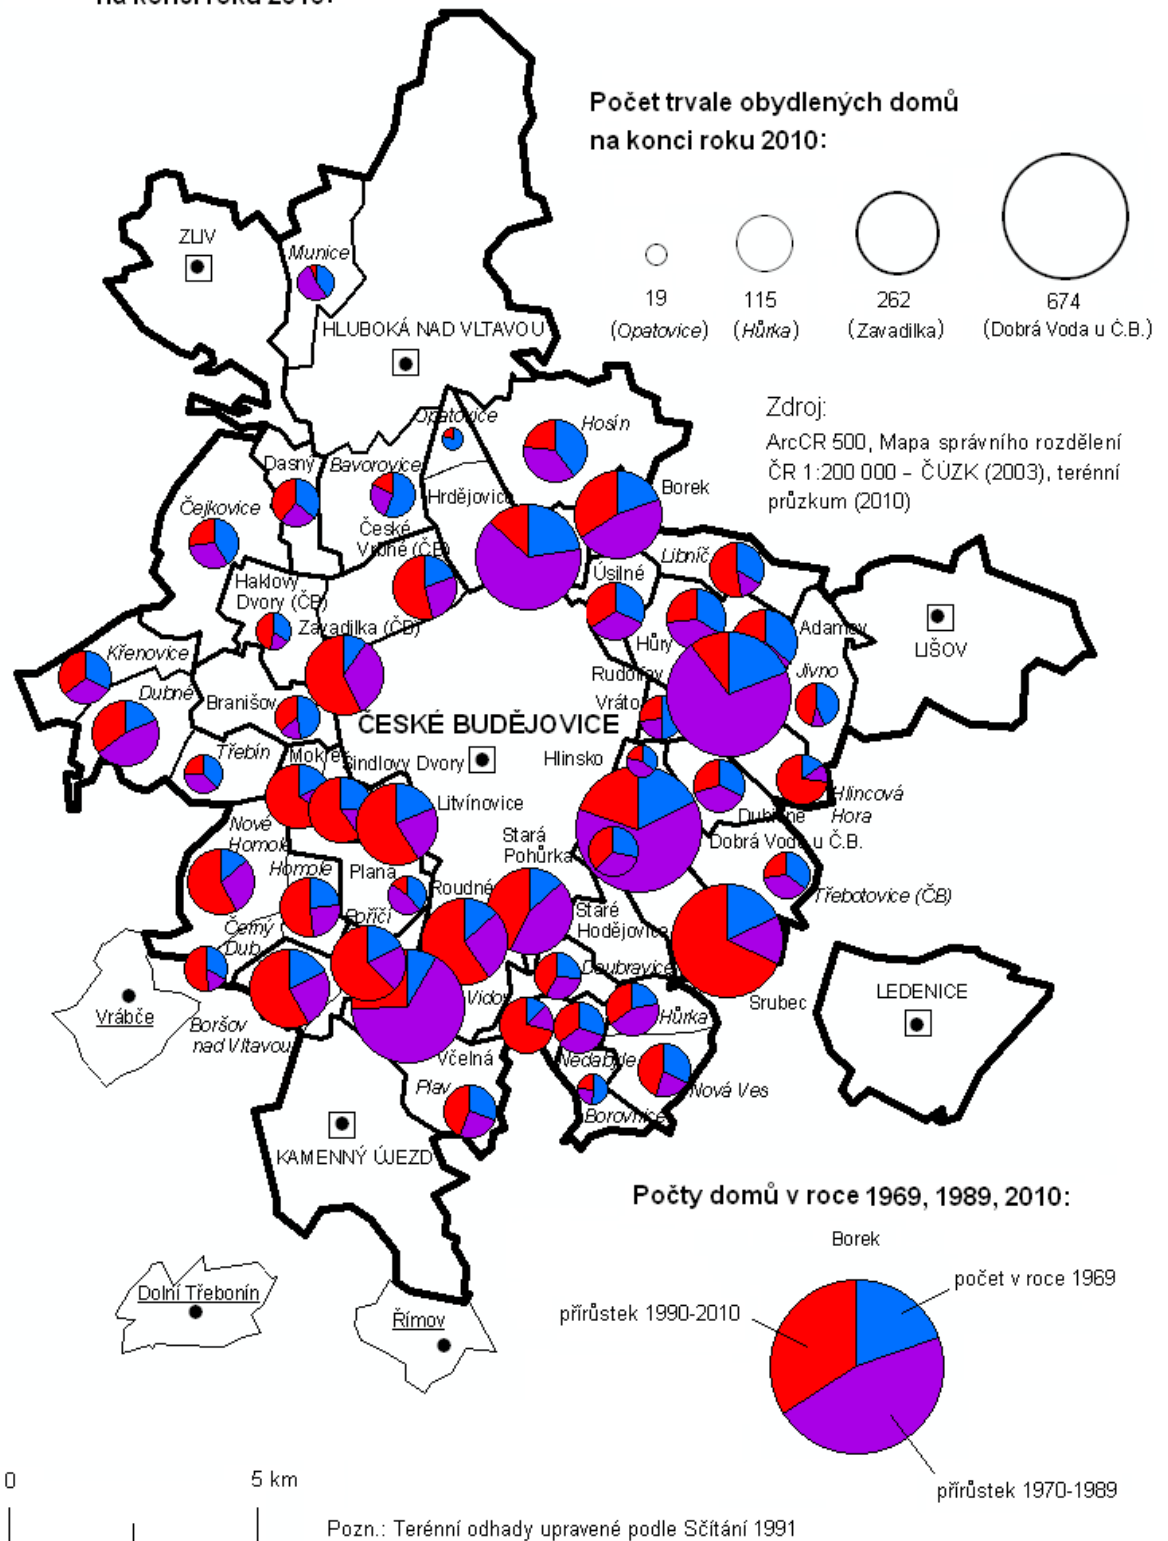 na konci roku 2010:
Počet trvale obydlených domů
na konci roku 2010:
19
(Opatovice)
115
(Hůrka)
262
(Zavadilka)
674
(Dobrá Voda u Č.B.)
Zdroj:
ArcCR 500, Mapa správního rozdělení
ČR 1:200 000 – ČÚZK (2003), terénní
průzkum (2010)
ZLIV
Munice
HLUBOKÁ NAD VLTAVOU
Opatovice
Hosín
Dasný
Bavorovice
Hrdějovice
Borek
Čejkovice
České
Vrbné (ČB)
Libníč
Úsilné
Haklovy
Dvory (ČB)
Zavadilka (ČB)
Hůry
Adamov
LIŠOV
Křenovice
Dubné
Branišov
Rudolfov
Jivno
Vráto
ČESKÉ BUDĚJOVICE
Třebín
Mokré
Šindlovy Dvory
Hlinsko
Litvínovice
Hlincová
Hora
Dubičné
Nové
Homole
Stará
Pohůrka
Dobrá Voda u Č.B.
Homole
Planá
Roudné
Třebotovice (ČB)
Černý
Dub
Poříčí
Staré
Hodějovice
Doubravice
Vidov
Srubec
LEDENICE
Vrábče
Boršov
nad Vltavou
Hůrka
Včelná
Nedabyle
Plav
Nová Ves
Borovnice
KAMENNÝ ÚJEZD
Počty domů v roce 1969, 1989, 2010:
Borek
počet v roce 1969
přírůstek 1990-2010
přírůstek 1970-1989
Dolní Třebonín
Římov
0
5 km
Pozn.: Terénní odhady upravené podle Sčítání 1991